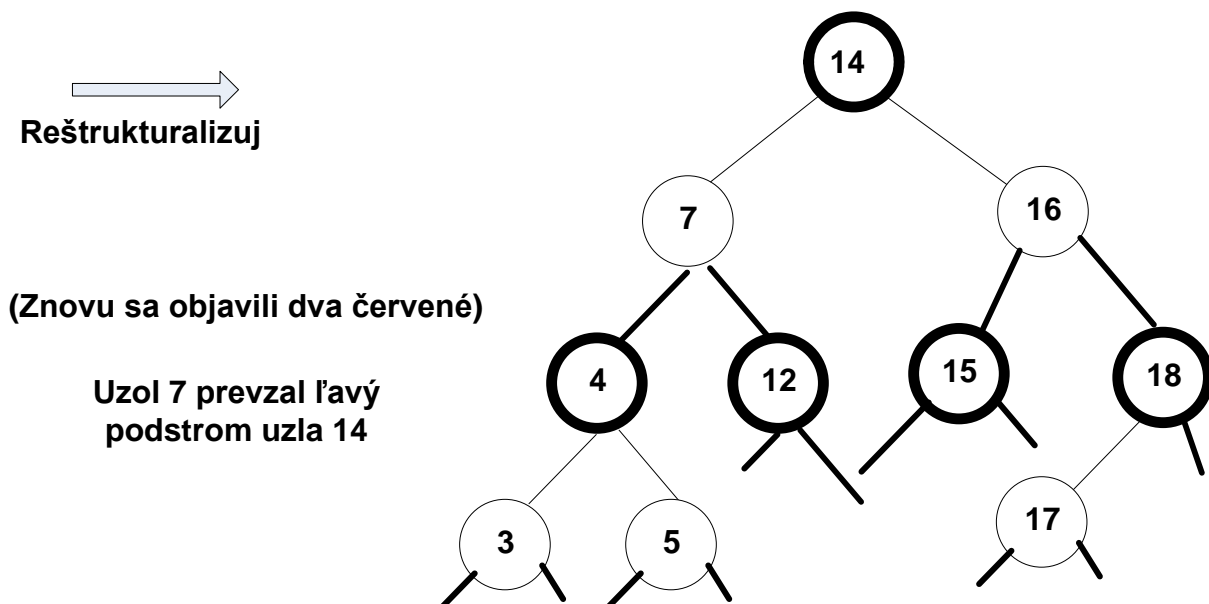 14
Reštrukturalizuj
7
16
(Znovu sa objavili dva červené)
4
12
15
18
Uzol 7 prevzal ľavý
podstrom uzla 14
3
5
17